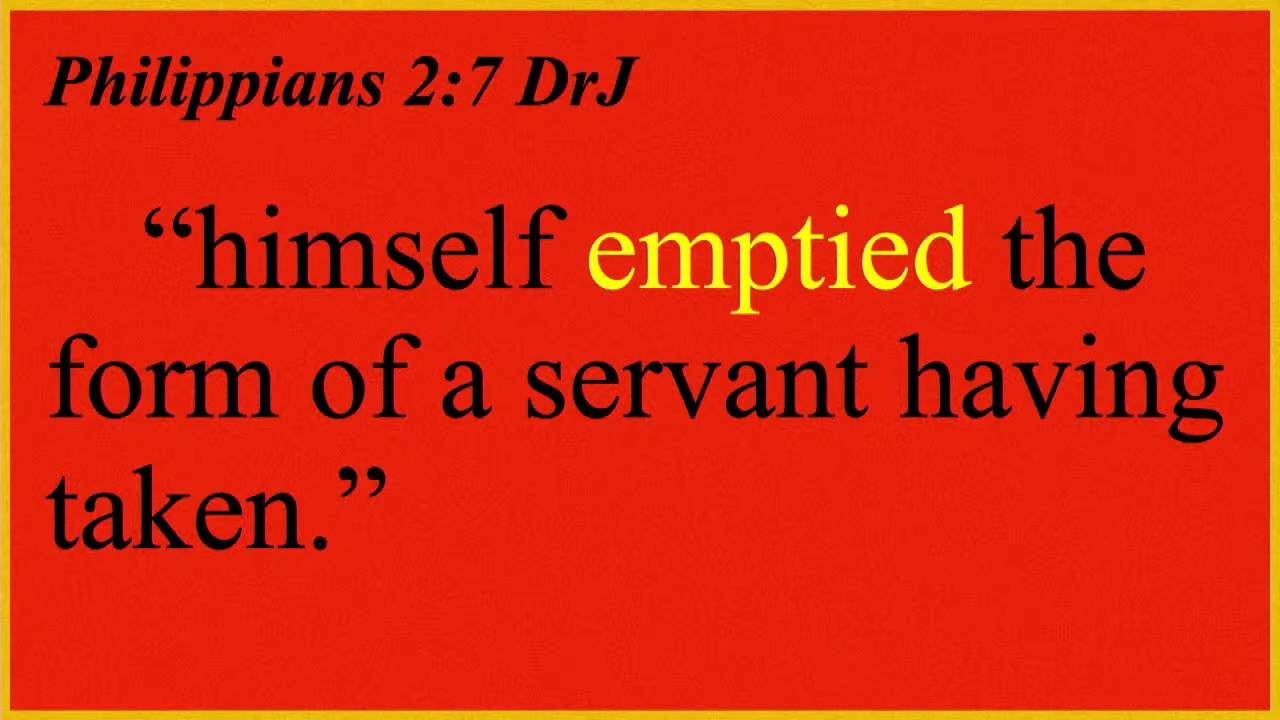 Philippians 2:7 DrJ
“himself emptied the
form of a servant having
taken.”